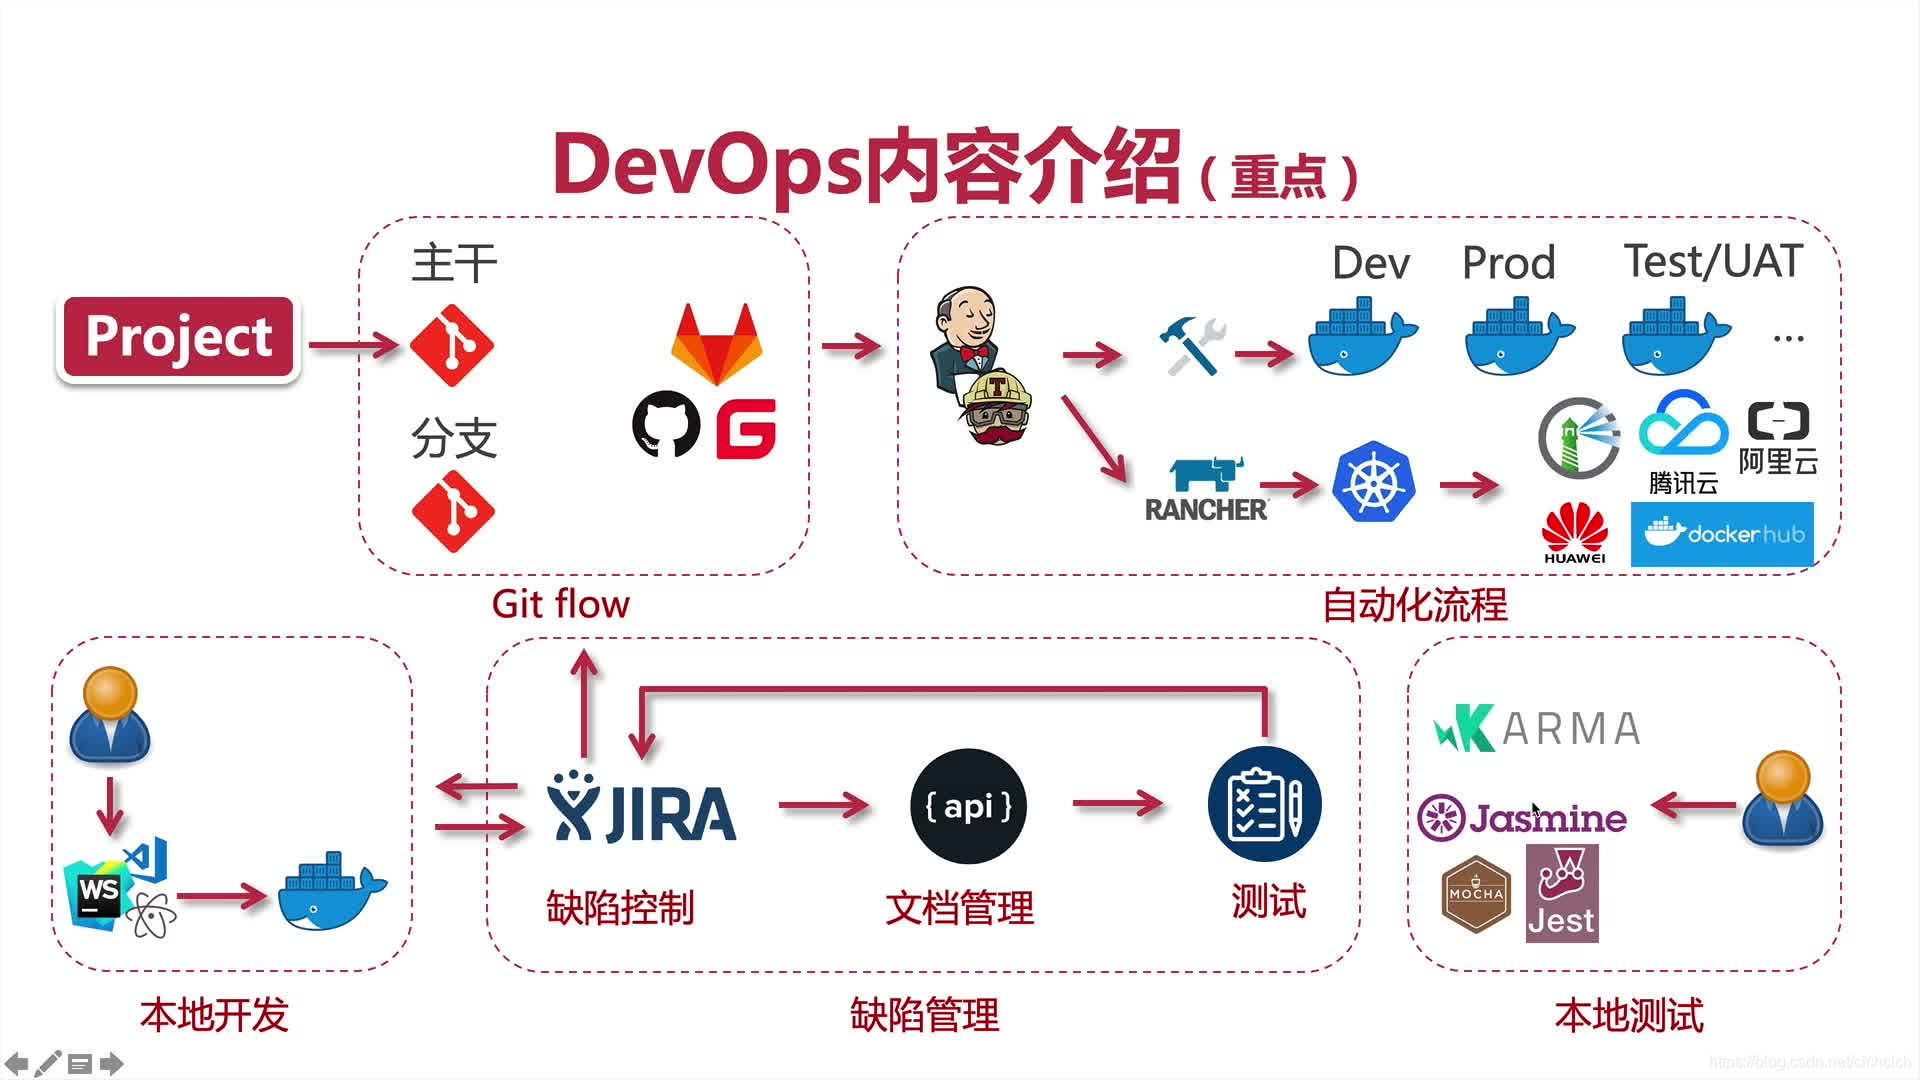 DevOps内容介绍（重点）
Project
主干
分支
Git flow
T
Dev
Prod
Test/UAT
...
RANCHER
腾讯云
阿里云
HUAWEI
docker hub
自动化流程
WS
本地开发
JIRA
缺陷控制
{ api }
文档管理
测试
缺陷管理
KARMA
Jasmine
MOCHA
Jest
本地测试
https://blog.csdn.net/cichclch